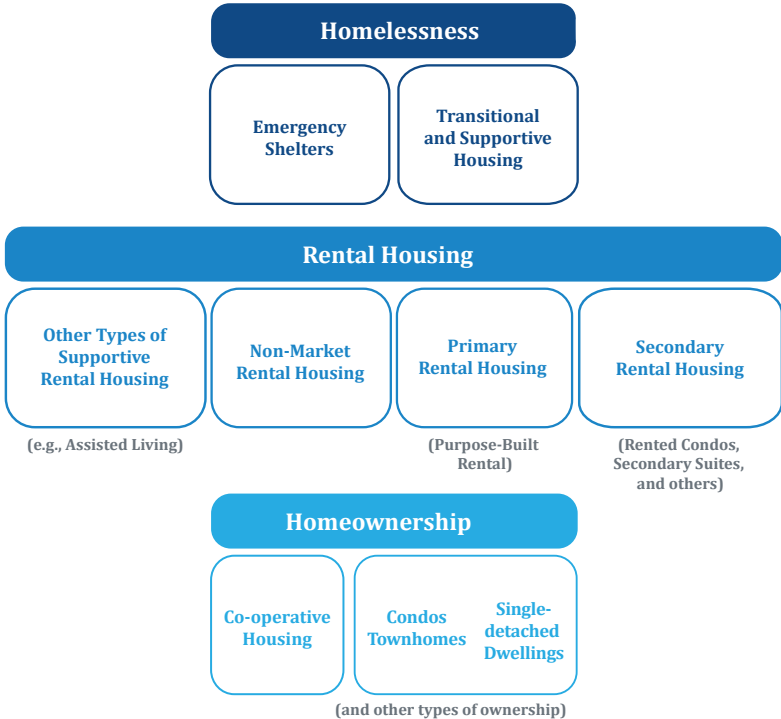 Homelessness
Emergency
Shelters
Transitional
and Supportive
Housing
Rental Housing
Other Types of
Supportive
Rental Housing
(e.g., Assisted Living)
Non-Market
Rental Housing
Primary
Rental Housing
(Purpose-Built
Rental)
Secondary
Rental Housing
(Rented Condos,
Secondary Suites,
and others)
Homeownership
Co-operative
Housing
Condos
Townhomes
Single-
detached
Dwellings
(and other types of ownership)